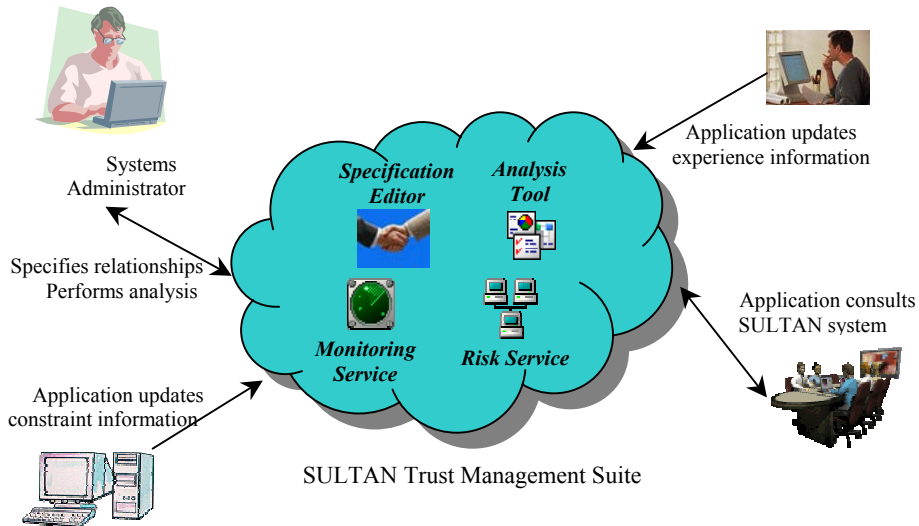 Systems
Administrator
Specifies relationships
Performs analysis
Application updates
constraint information
Specification
Editor
Analysis
Tool
Monitoring
Service
Risk Service
Application updates
experience information
Application consults
SULTAN system
SULTAN Trust Management Suite